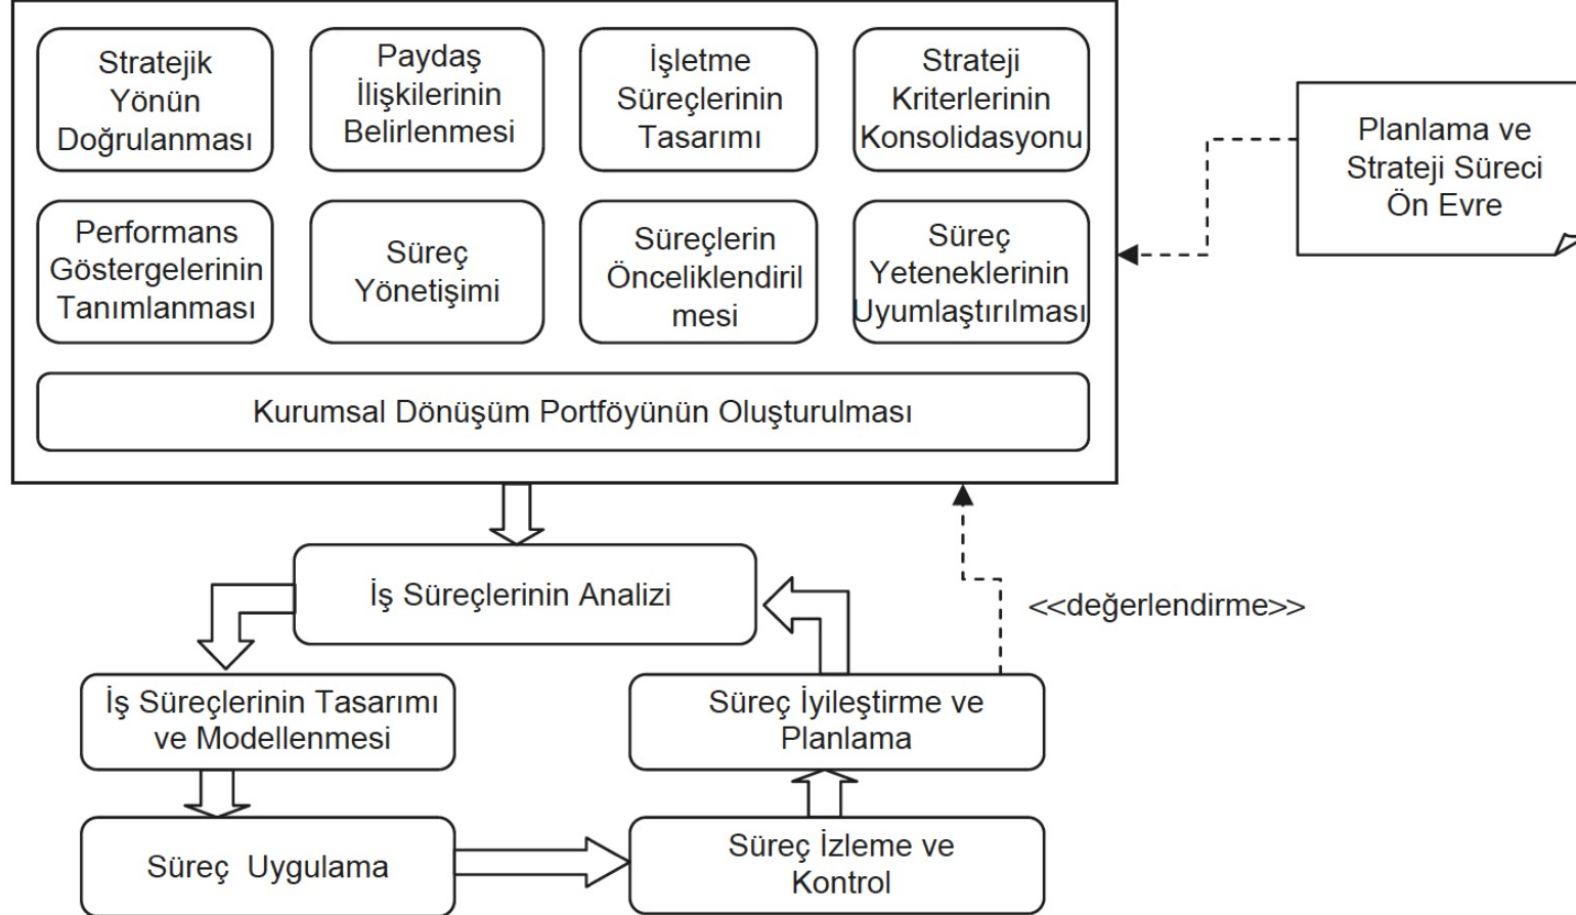 Stratejik
Yönün
Doğrulanması
Paydaş
İlişkilerinin
Belirlenmesi
İşletme
Süreçlerinin
Tasarımı
Strateji
Kriterlerinin
Konsolidasyonu
Planlama ve
Strateji Süreci
Ön Evre
Performans
Göstergelerinin
Tanımlanması
Süreç
Yönetişimi
Süreçlerin
Önceliklendiril
mesi
Süreç
Yeteneklerinin
Uyumlaştırılması
Kurumsal Dönüşüm Portföyünün Oluşturulması
İş Süreçlerinin Analizi
<<değerlendirme>>
İş Süreçlerinin Tasarımı
ve Modellenmesi
Süreç İyileştirme ve
Planlama
Süreç Uygulama
Süreç İzleme ve
Kontrol